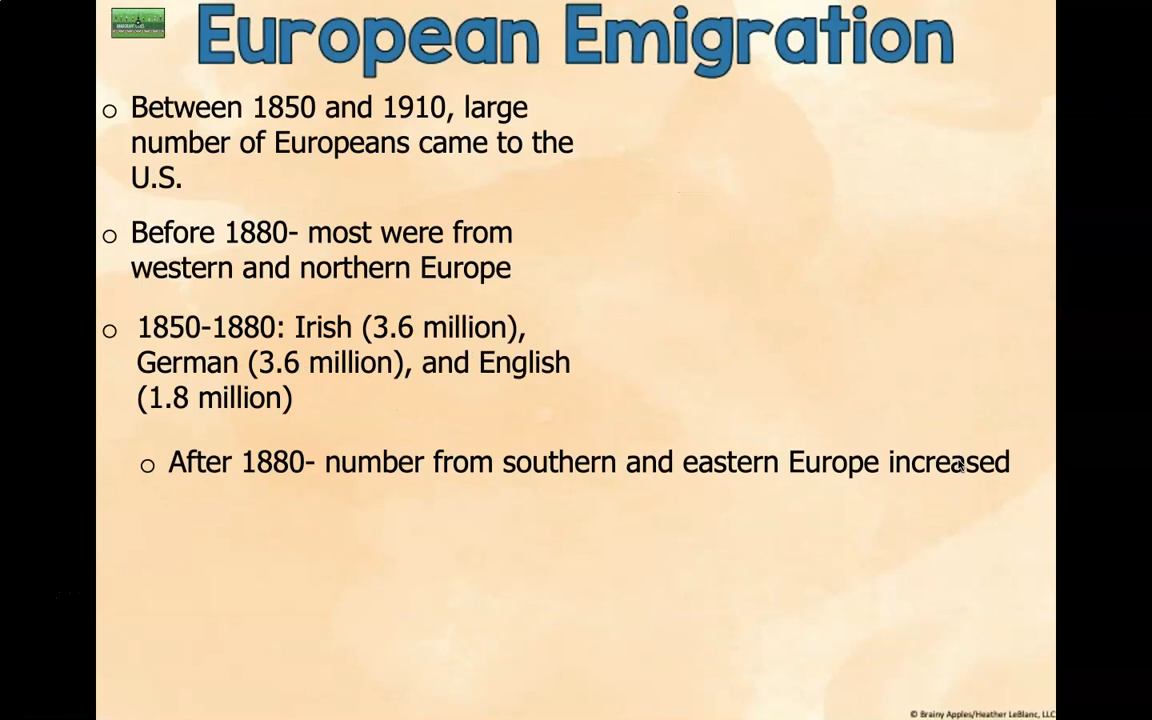 European Emigration
o Between 1850 and 1910, large
number of Europeans came to the
U.S.
o Before 1880- most were from
western and northern Europe
o 1850-1880: Irish (3.6 million),
German (3.6 million), and English
(1.8 million)
o After 1880- number from southern and eastern Europe increased
© Brainy Apples/Heather LeBlanc, LLC